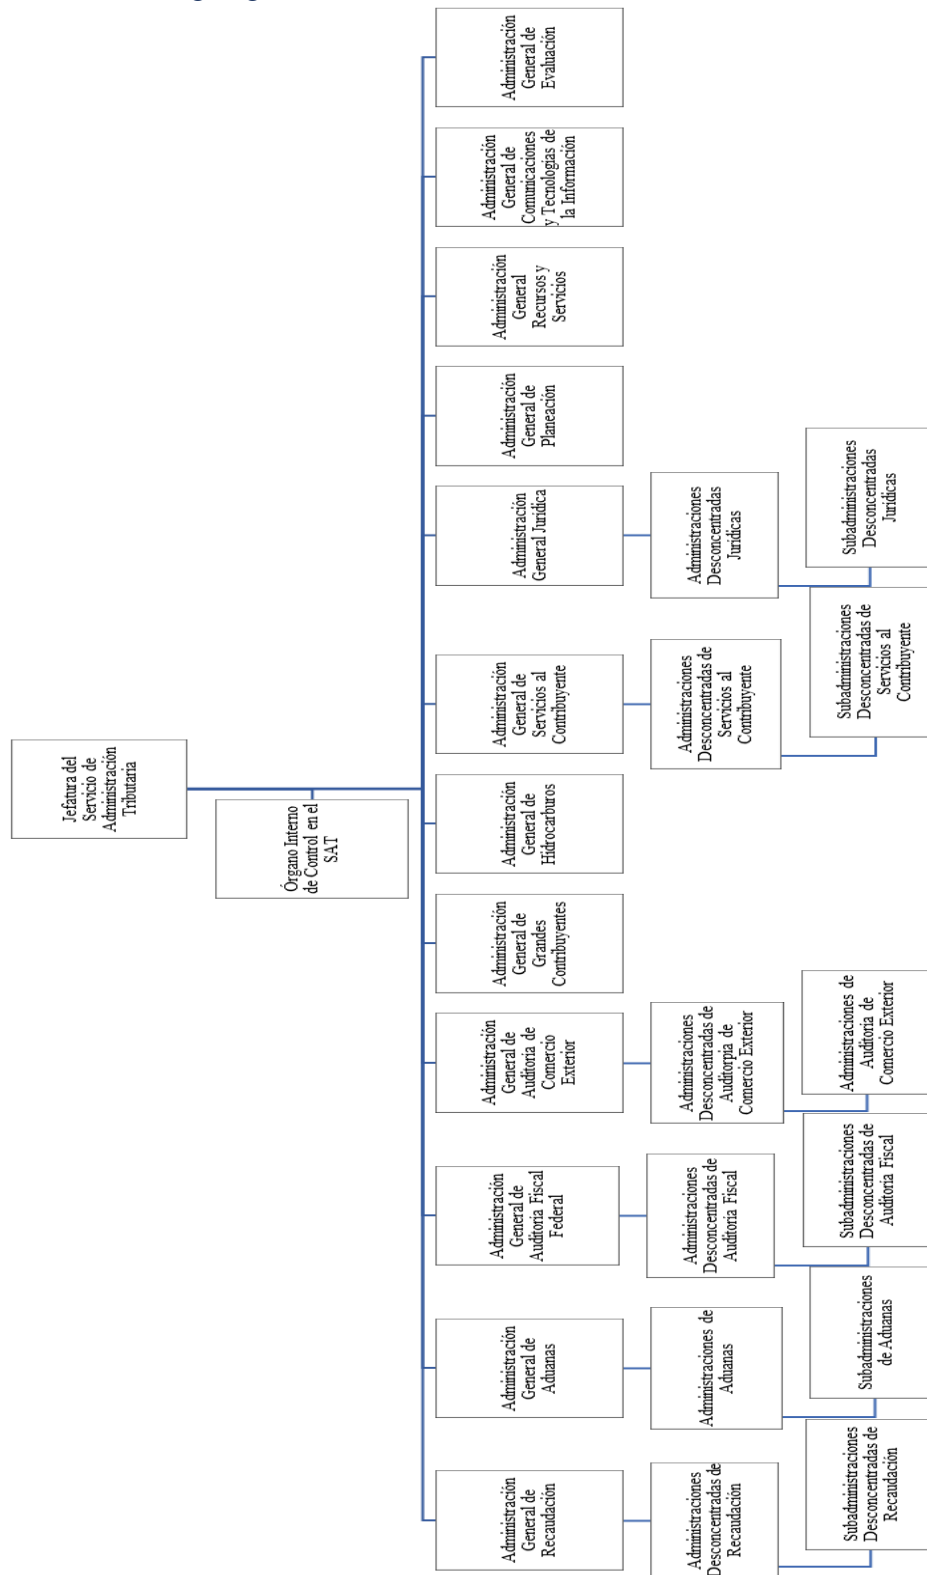 Jefatura del
Servicio de
Administración
Tributaria
Órgano Interno
de Control en el
SAT
Administración
General de
Recaudación
Administración
General de
Aduanas
Administración
General de
Auditoria Fiscal
Federal
Administración
General de
Auditoria de
Comercio
Exterior
Administración
General de
Grandes
Contribuyentes
Administración
General de
Hidrocarburos
Administración
General de
Servicios al
Contribuyente
Administración
General Jurídica
Administración
General de
Planeación
Administración
General
Recursos y
Servicios
Administración
General de
Comunicaciones
y Tecnologías de
la Información
Administración
General de
Evaluación
Administraciones
Desconcentradas de
Recaudación
Administraciones de
Aduanas
Administraciones
Desconcentradas de
Auditoria Fiscal
Administraciones
Desconcentradas de
Auditorpia de
Comercio Exterior
Administraciones
Desconcentradas de
Servicios al
Contribuyente
Administraciones
Desconcentradas
Jurídicas
Subadministraciones
Desconcentradas de
Recaudación
Subadministraciones
de Aduanas
Subadministraciones
Desconcentradas de
Auditoria Fiscal
Administraciones de
Auditoria de
Comercio Exterior
Subadministraciones
Desconcentradas de
Servicios al
Contribuyente
Subadministraciones
Desconcentradas
Jurídicas